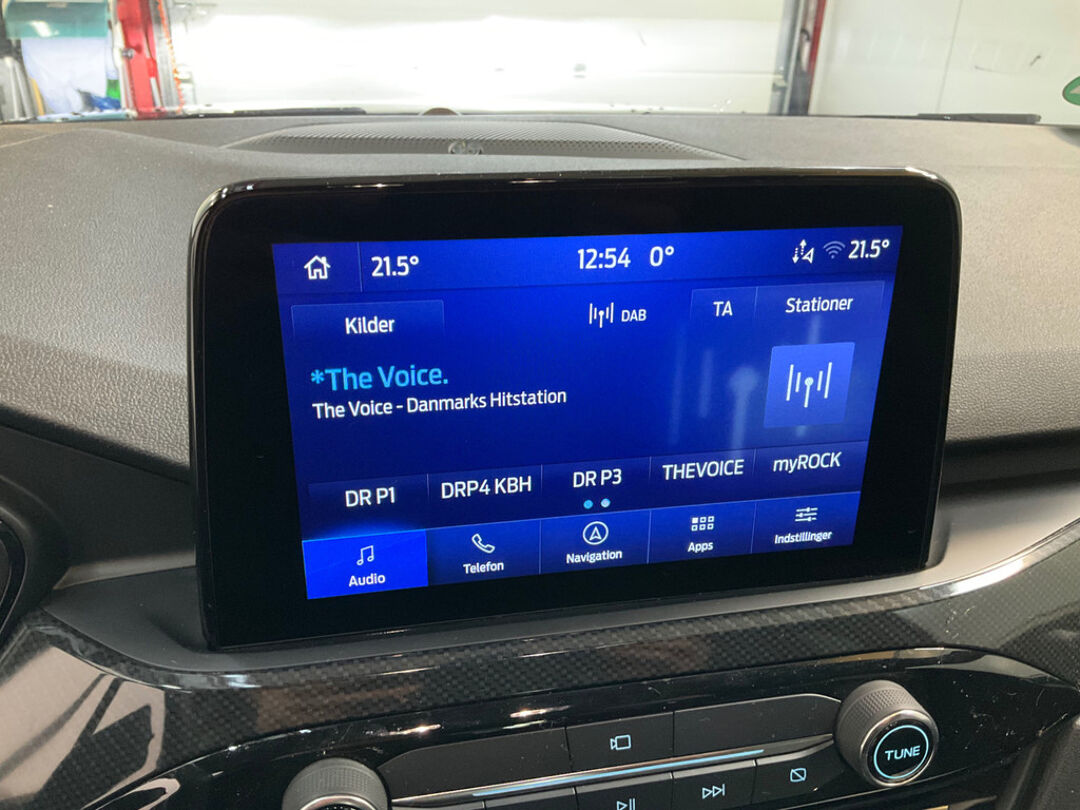 21.5° 12:54 0° 21.5°
Kilder DAB TA Stationer
*The Voice.
The Voice - Danmarks Hitstation
DR P1 DRP4 KBH DR P3 THEVOICE myROCK
Audio Telefon Navigation Apps Indstillinger
TUNE